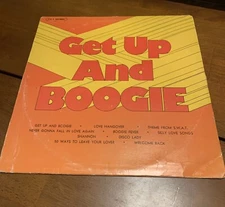 Get Up
And
BOOGIE
GET UP AND BOOGIE • LOVE HANGOVER • THEME FROM S.W.A.T.
NEVER GONNA FALL IN LOVE AGAIN • BOOGIE FEVER • SILLY LOVE SONGS
SHANNON • DISCO LADY
50 WAYS TO LEAVE YOUR LOVER • WELCOME BACK